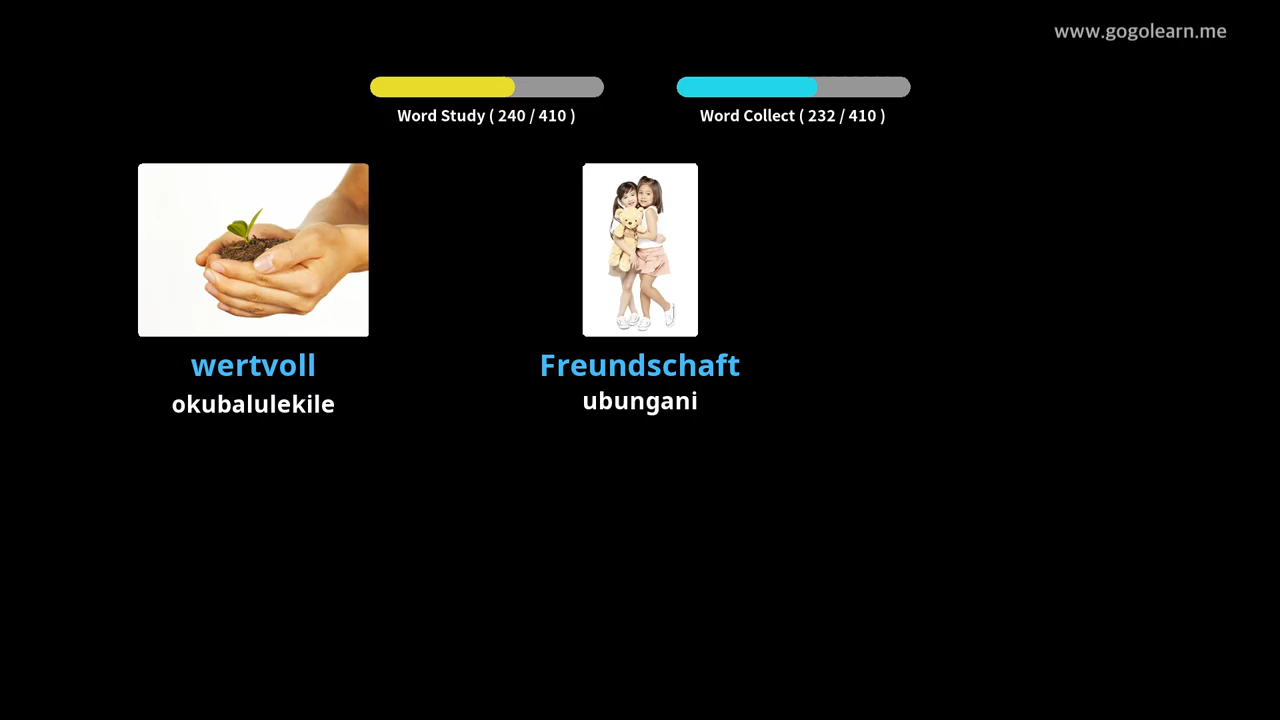 www.gogolearn.me
Word Study ( 240 / 410 )
Word Collect ( 232 / 410 )
wertvoll
okubalulekile
Freundschaft
ubungani